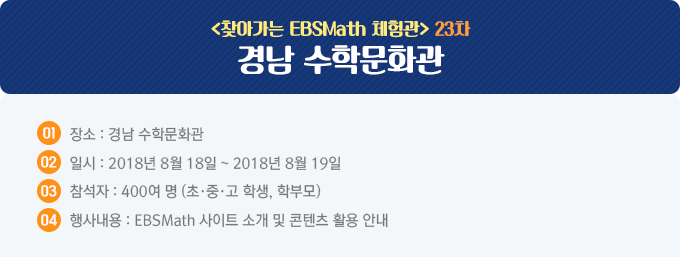 <찾아가는 EBSMath 체험관> 23차
경남 수학문화관
01 장소 : 경남 수학문화관
02 일시 : 2018년 8월 18일 ~ 2018년 8월 19일
03 참석자 : 400여 명 (초·중·고 학생, 학부모)
04 행사내용 : EBSMath 사이트 소개 및 콘텐츠 활용 안내